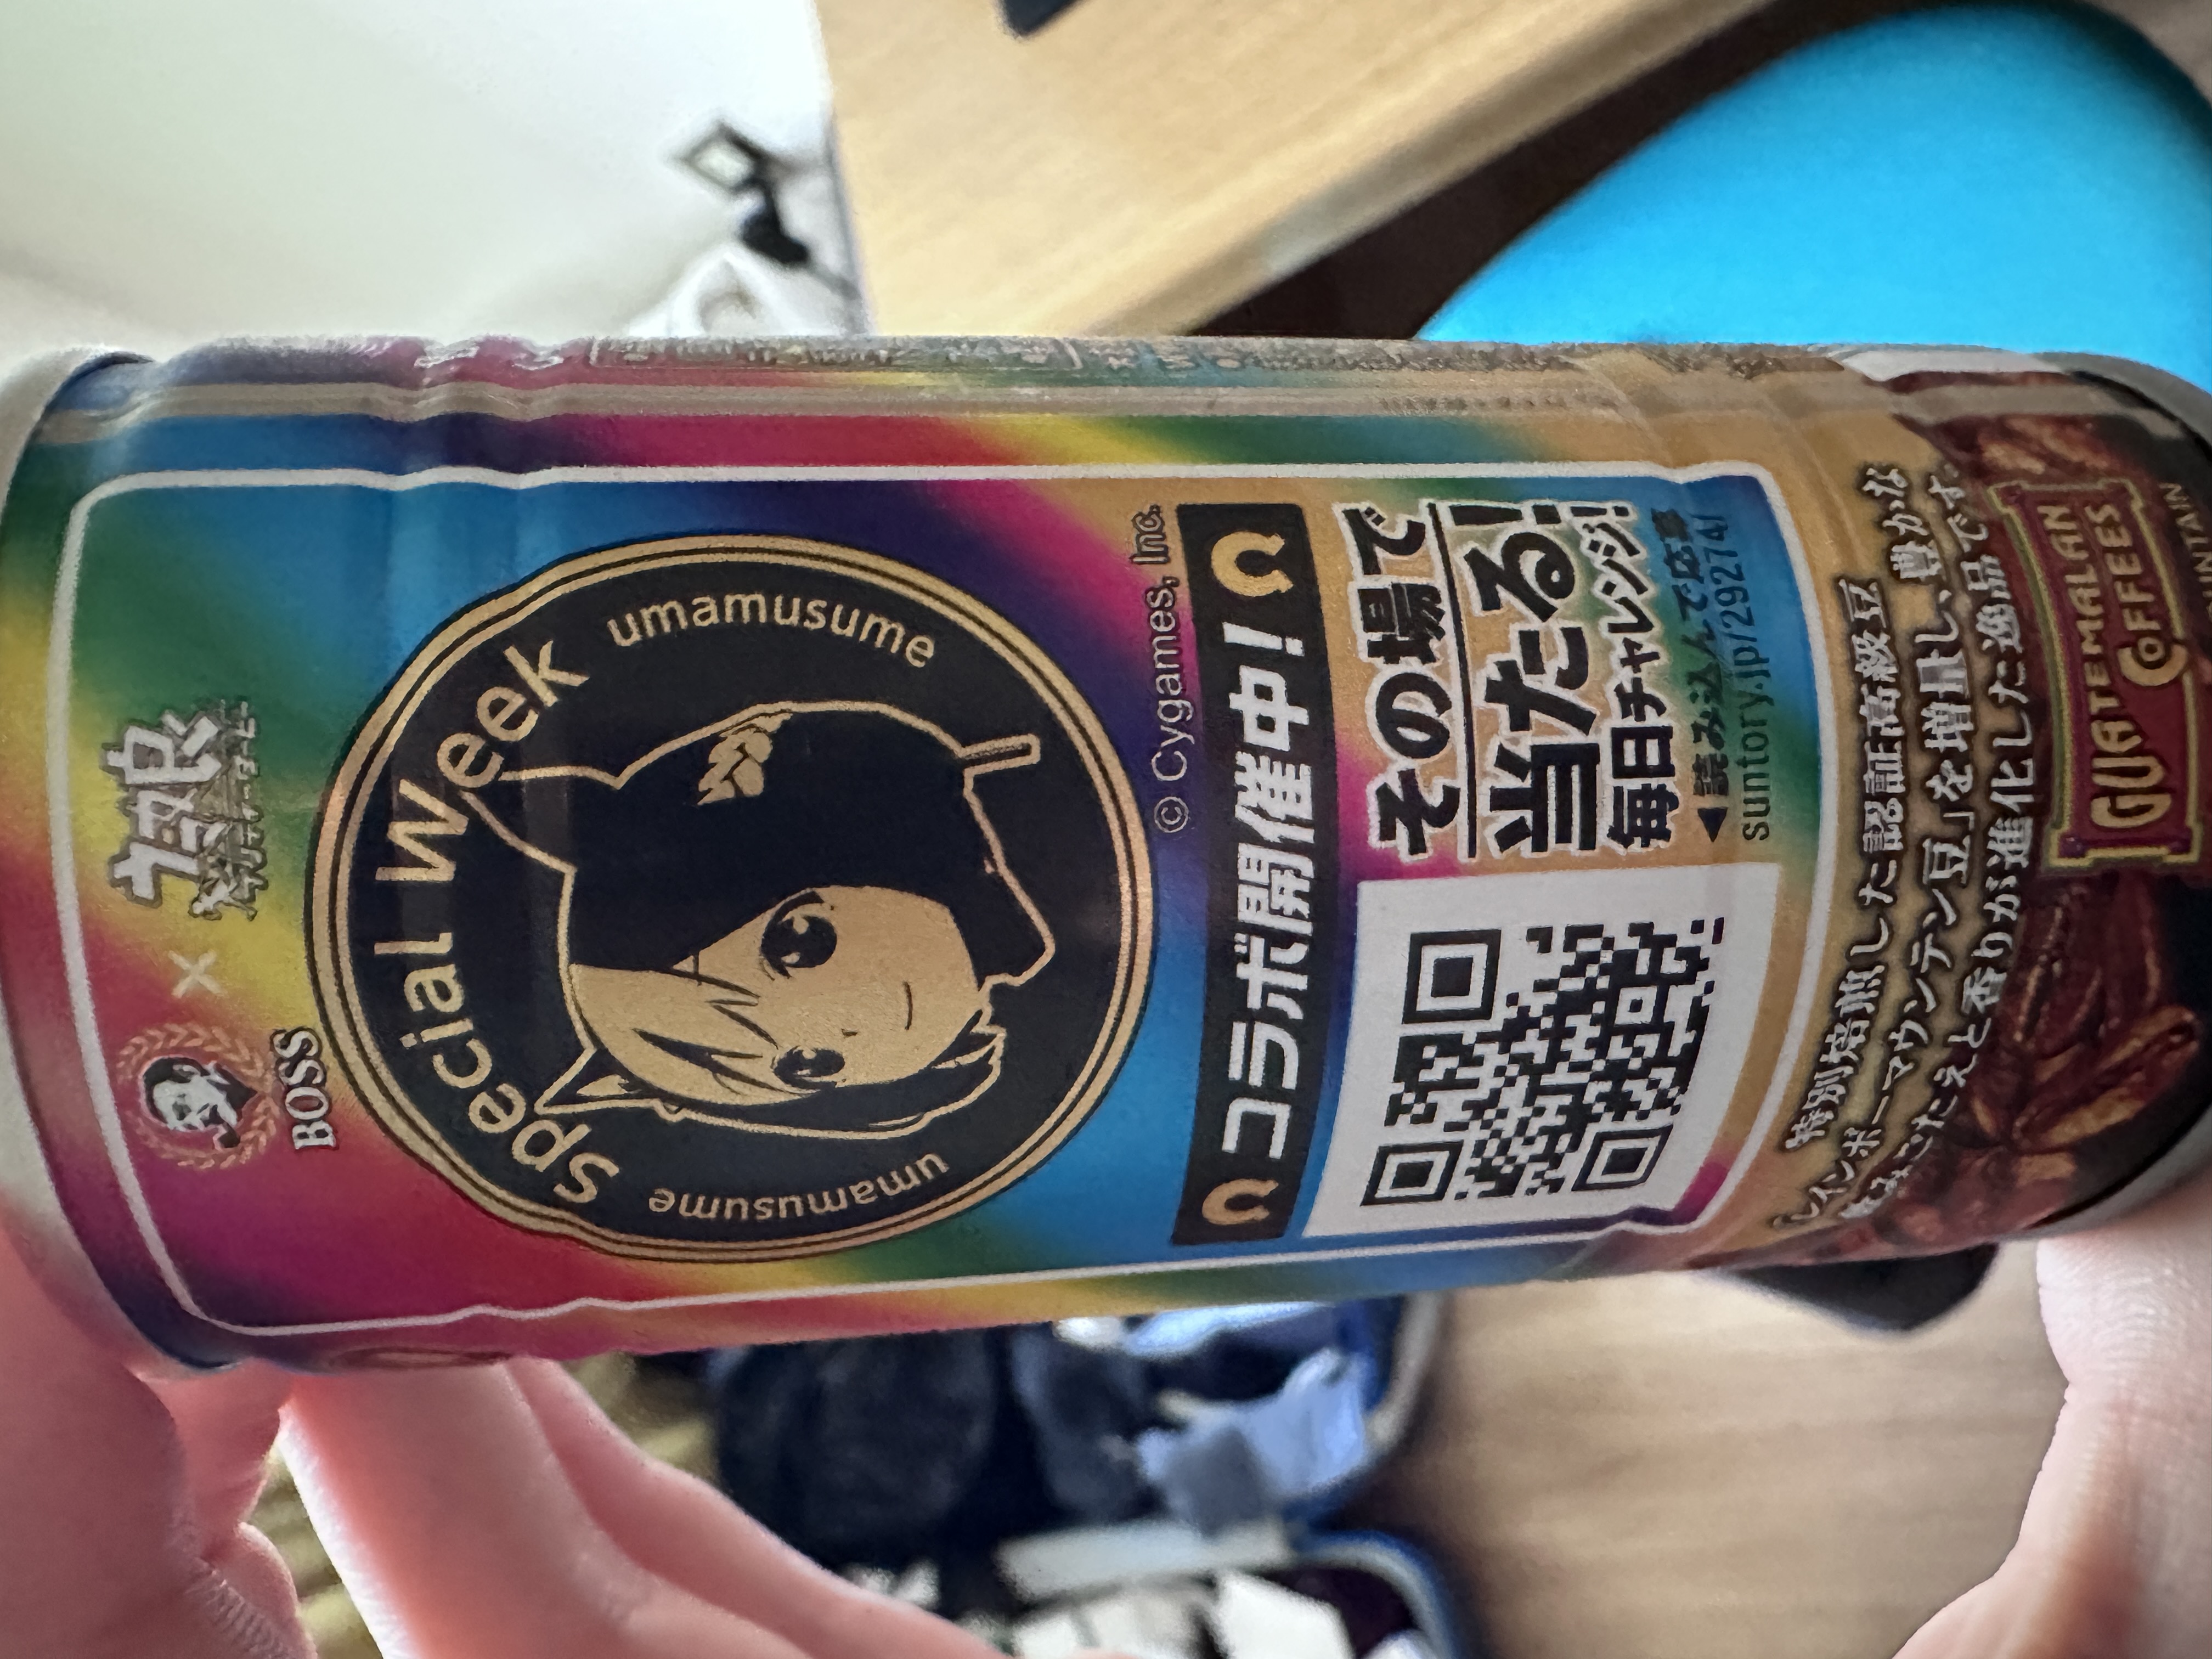 BOSS
×
ウマ娘
Special Week
umamusume
umamusume
© Cygames, Inc.
コラボ開催中!
その場で
当たる!
毎日チャレンジ!
◀読み込んで応募
suntory.jp/292741
特別焙煎した認証高級豆
「レインボーマウンテン豆」を増量し、豊かな
飲みごたえと香りが進化した逸品です。
GUATEMALAN
COFFEES